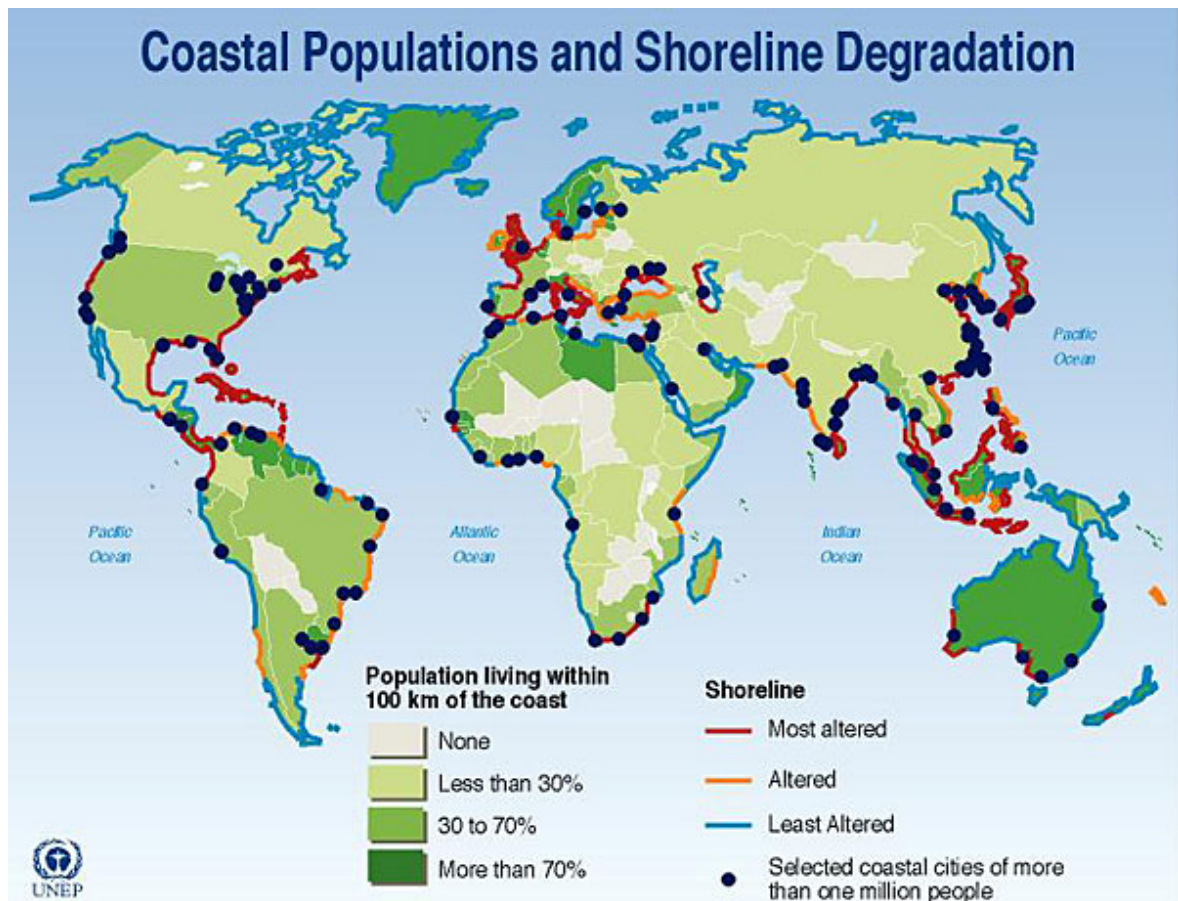 Coastal Populations and Shoreline Degradation
Pacific
Ocean
Pacific
Ocean
Atlantic
Ocean
Indian
Ocean
Population living within
100 km of the coast
None
Less than 30%
30 to 70%
More than 70%
Shoreline
Most altered
Altered
Least Altered
Selected coastal cities of more
than one million people
UNEP